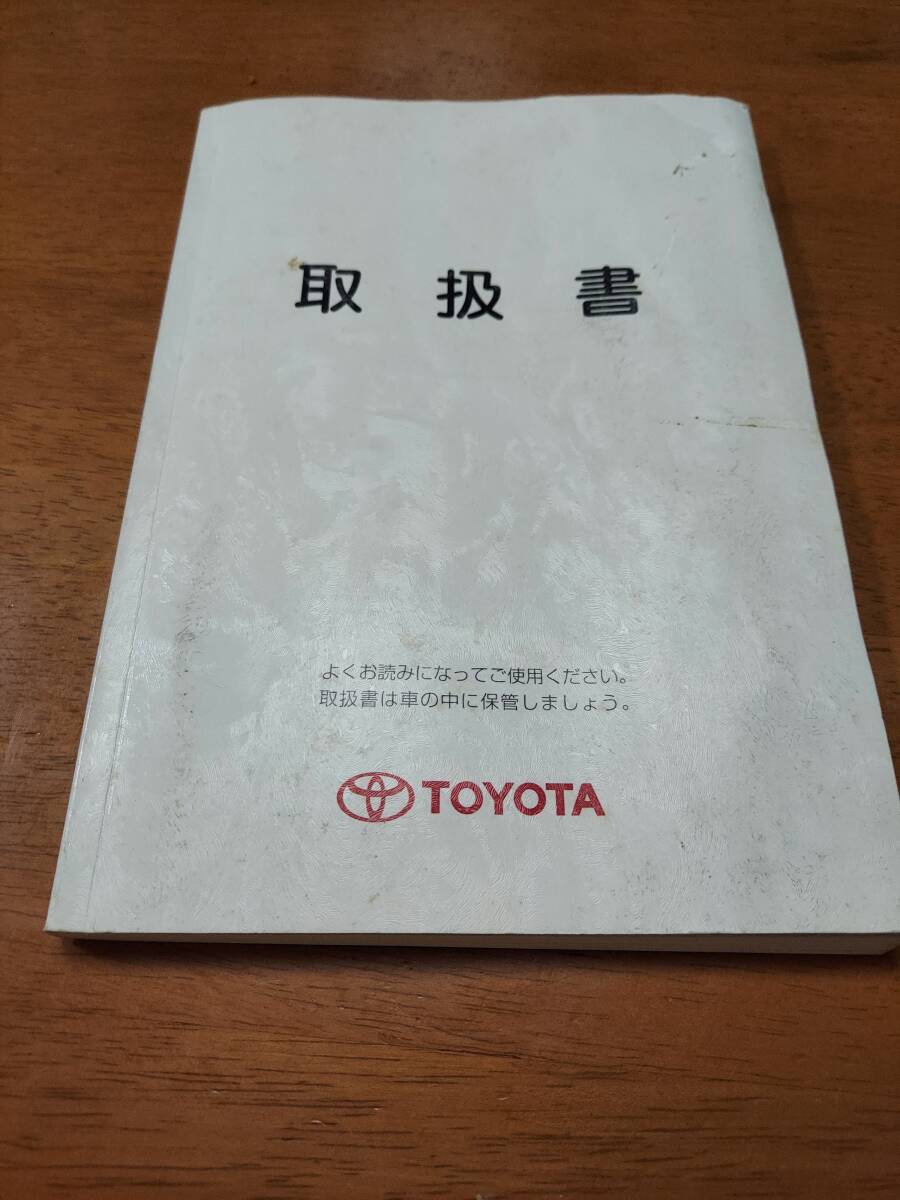 取扱書
よくお読みになってご使用ください。
取扱書は車の中に保管しましょう。
TOYOTA